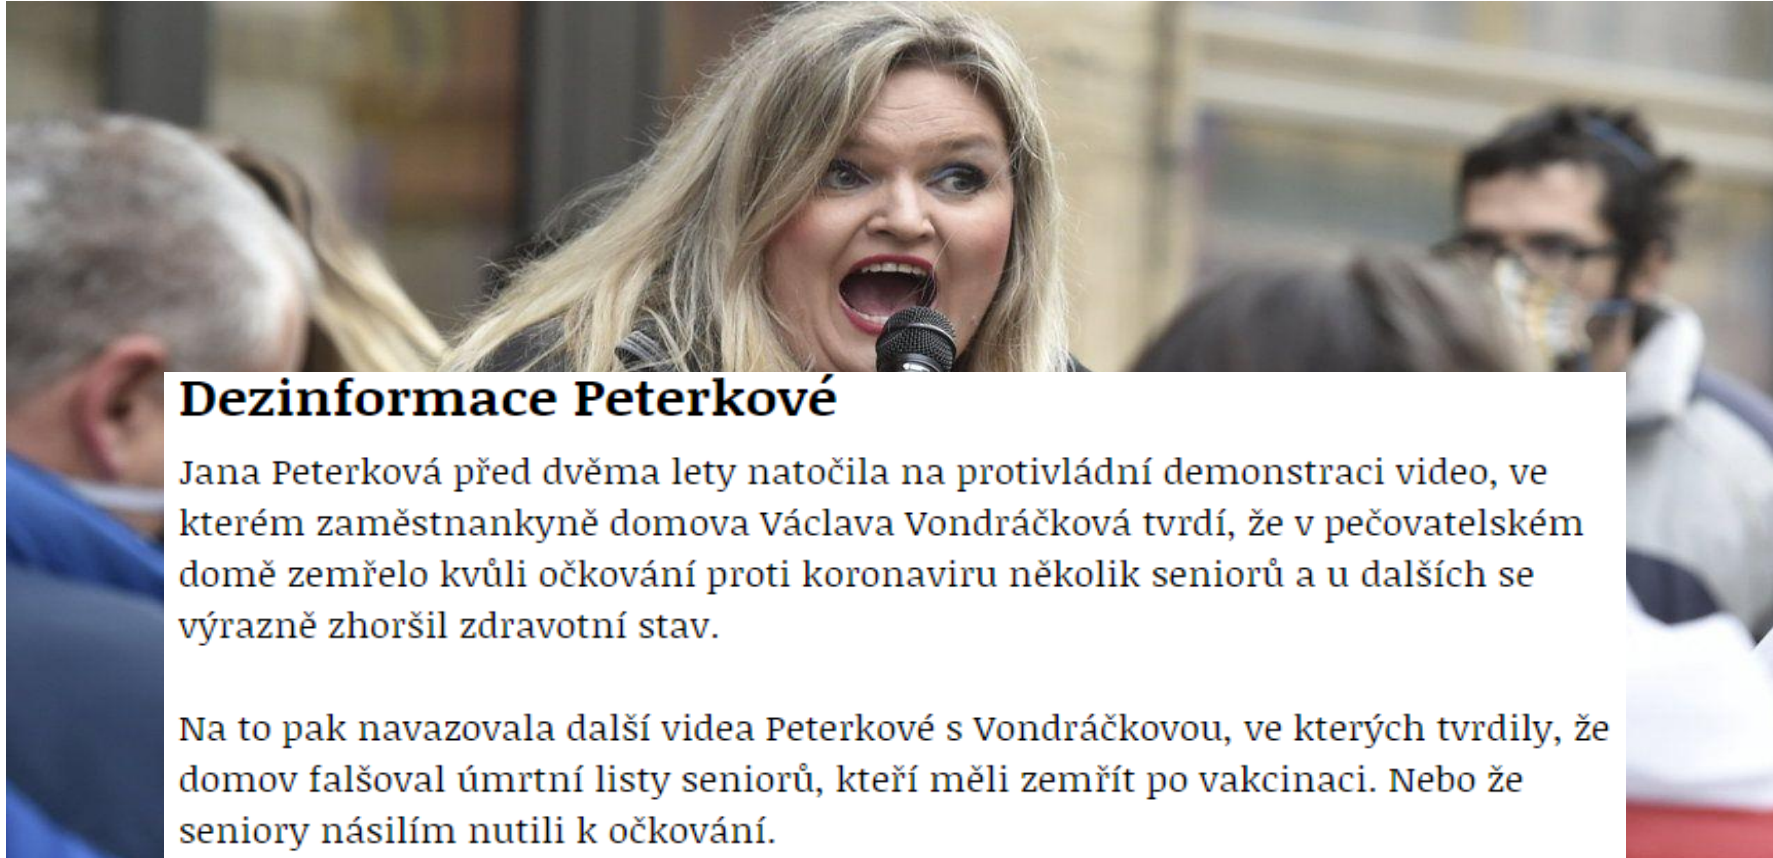 Dezinformace Peterkové
Jana Peterková před dvěma lety natočila na protivládní demonstraci video, ve
kterém zaměstnankyně domova Václava Vondráčková tvrdí, že v pečovatelském
domě zemřelo kvůli očkování proti koronaviru několik seniorů a u dalších se
výrazně zhoršil zdravotní stav.
Na to pak navazovala další videa Peterkové s Vondráčkovou, ve kterých tvrdily, že
domov falšoval úmrtní listy seniorů, kteří měli zemřít po vakcinaci. Nebo že
seniory násilím nutili k očkování.